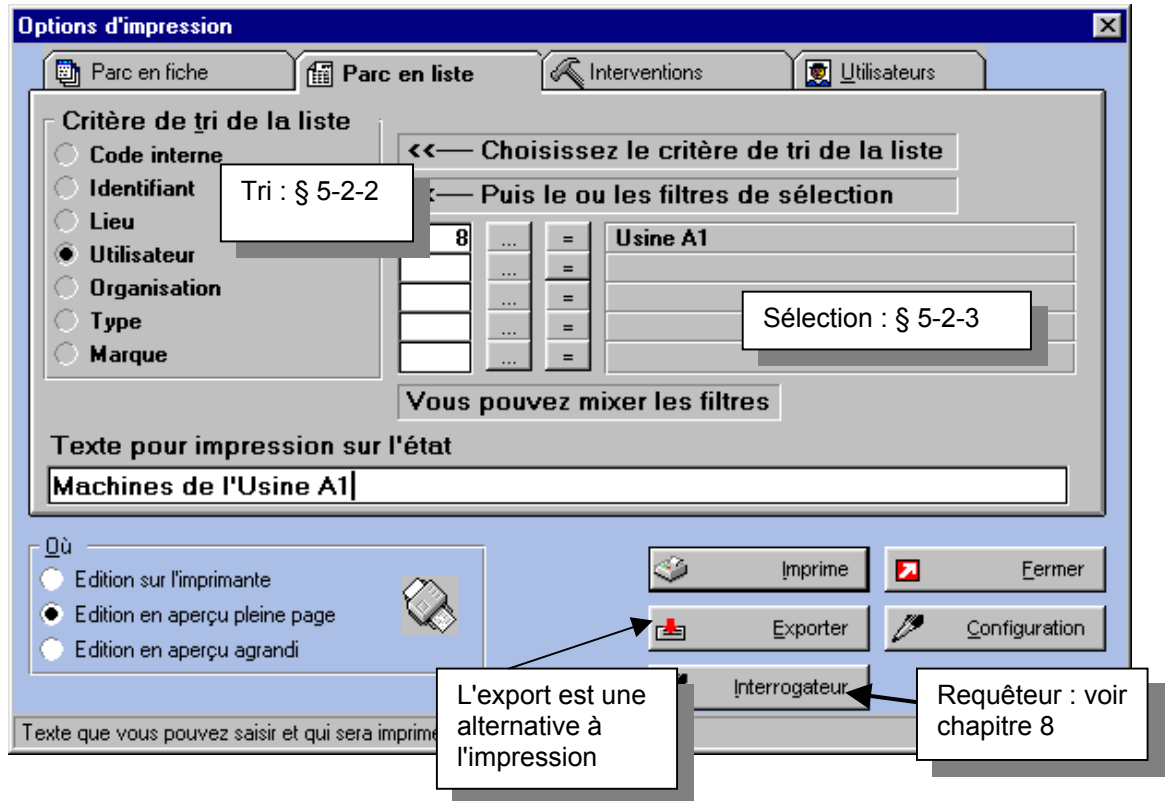 Options d'impression
Parc en fiche
Parc en liste
Interventions
Utilisateurs
Critère de tri de la liste
Code interne
Identifiant
Lieu
Utilisateur
Organisation
Type
Marque
Tri : § 5-2-2
<<— Choisissez le critère de tri de la liste
<— Puis le ou les filtres de sélection
8 ... = Usine A1
... =
... =
... =
... =
Sélection : § 5-2-3
Vous pouvez mixer les filtres
Texte pour impression sur l'état
Machines de l'Usine A1
Où
Edition sur l'imprimante
Edition en aperçu pleine page
Edition en aperçu agrandi
Imprime
Fermer
Exporter
Configuration
Interrogateur
L'export est une
alternative à
l'impression
Requêteur : voir
chapitre 8
Texte que vous pouvez saisir et qui sera imprimé